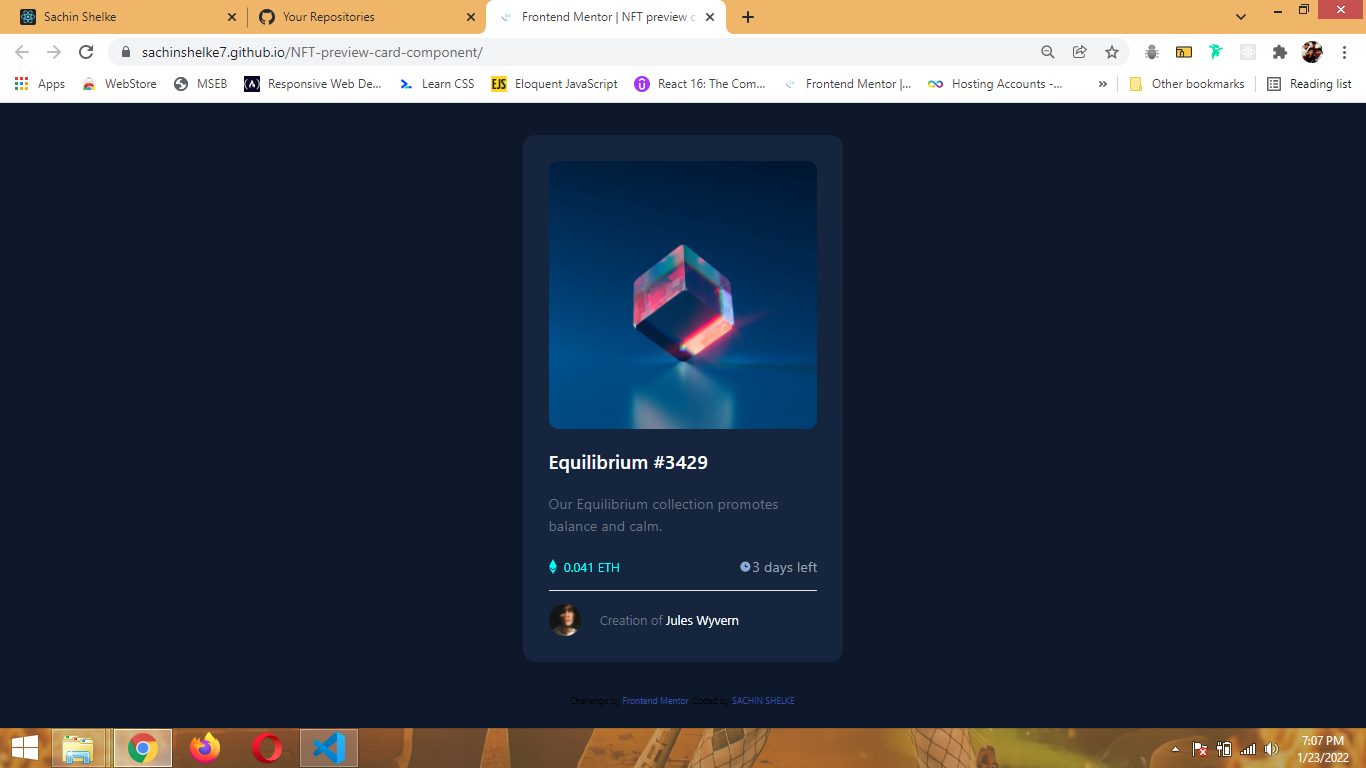 Sachin Shelke
Your Repositories
Frontend Mentor | NFT preview c
sachinshelke7.github.io/NFT-preview-card-component/
Apps
WebStore
MSEB
Responsive Web De...
Learn CSS
EJS
Eloquent JavaScript
React 16: The Com...
Frontend Mentor |...
Hosting Accounts -...
»
Other bookmarks
Reading list
Equilibrium #3429
Our Equilibrium collection promotes
balance and calm.
0.041 ETH
3 days left
Creation of Jules Wyvern
Challenge by Frontend Mentor. Coded by SACHIN SHELKE
7:07 PM
1/23/2022